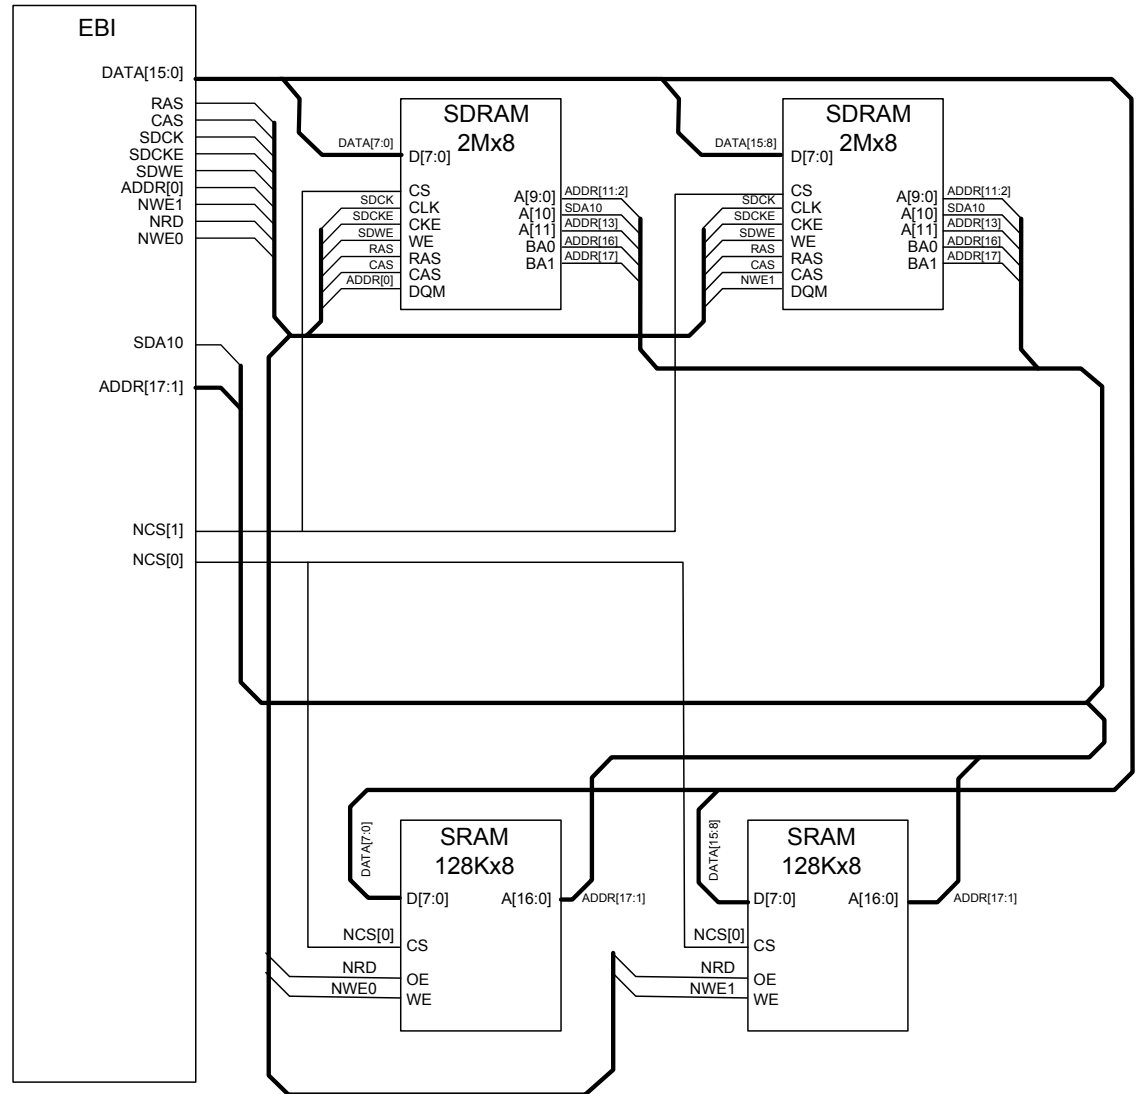 EBI
DATA[15:0]
RAS
CAS
SDCK
SDCKE
SDWE
ADDR[0]
NWE1
NRD
NWE0
SDA10
ADDR[17:1]
NCS[1]
NCS[0]
SDRAM
2Mx8
DATA[7:0]
D[7:0]
CS
SDCK
CLK
SDCKE
CKE
SDWE
WE
RAS
RAS
CAS
CAS
ADDR[0]
DQM
A[9:0]
ADDR[11:2]
A[10]
SDA10
A[11]
ADDR[13]
BA0
ADDR[16]
BA1
ADDR[17]
SDRAM
2Mx8
DATA[15:8]
D[7:0]
CS
SDCK
CLK
SDCKE
CKE
SDWE
WE
RAS
RAS
CAS
CAS
NWE1
DQM
A[9:0]
ADDR[11:2]
A[10]
SDA10
A[11]
ADDR[13]
BA0
ADDR[16]
BA1
ADDR[17]
SRAM
128Kx8
DATA[7:0]
D[7:0]
A[16:0]
ADDR[17:1]
NCS[0]
CS
NRD
OE
NWE0
WE
SRAM
128Kx8
DATA[15:8]
D[7:0]
A[16:0]
ADDR[17:1]
NCS[0]
CS
NRD
OE
NWE1
WE